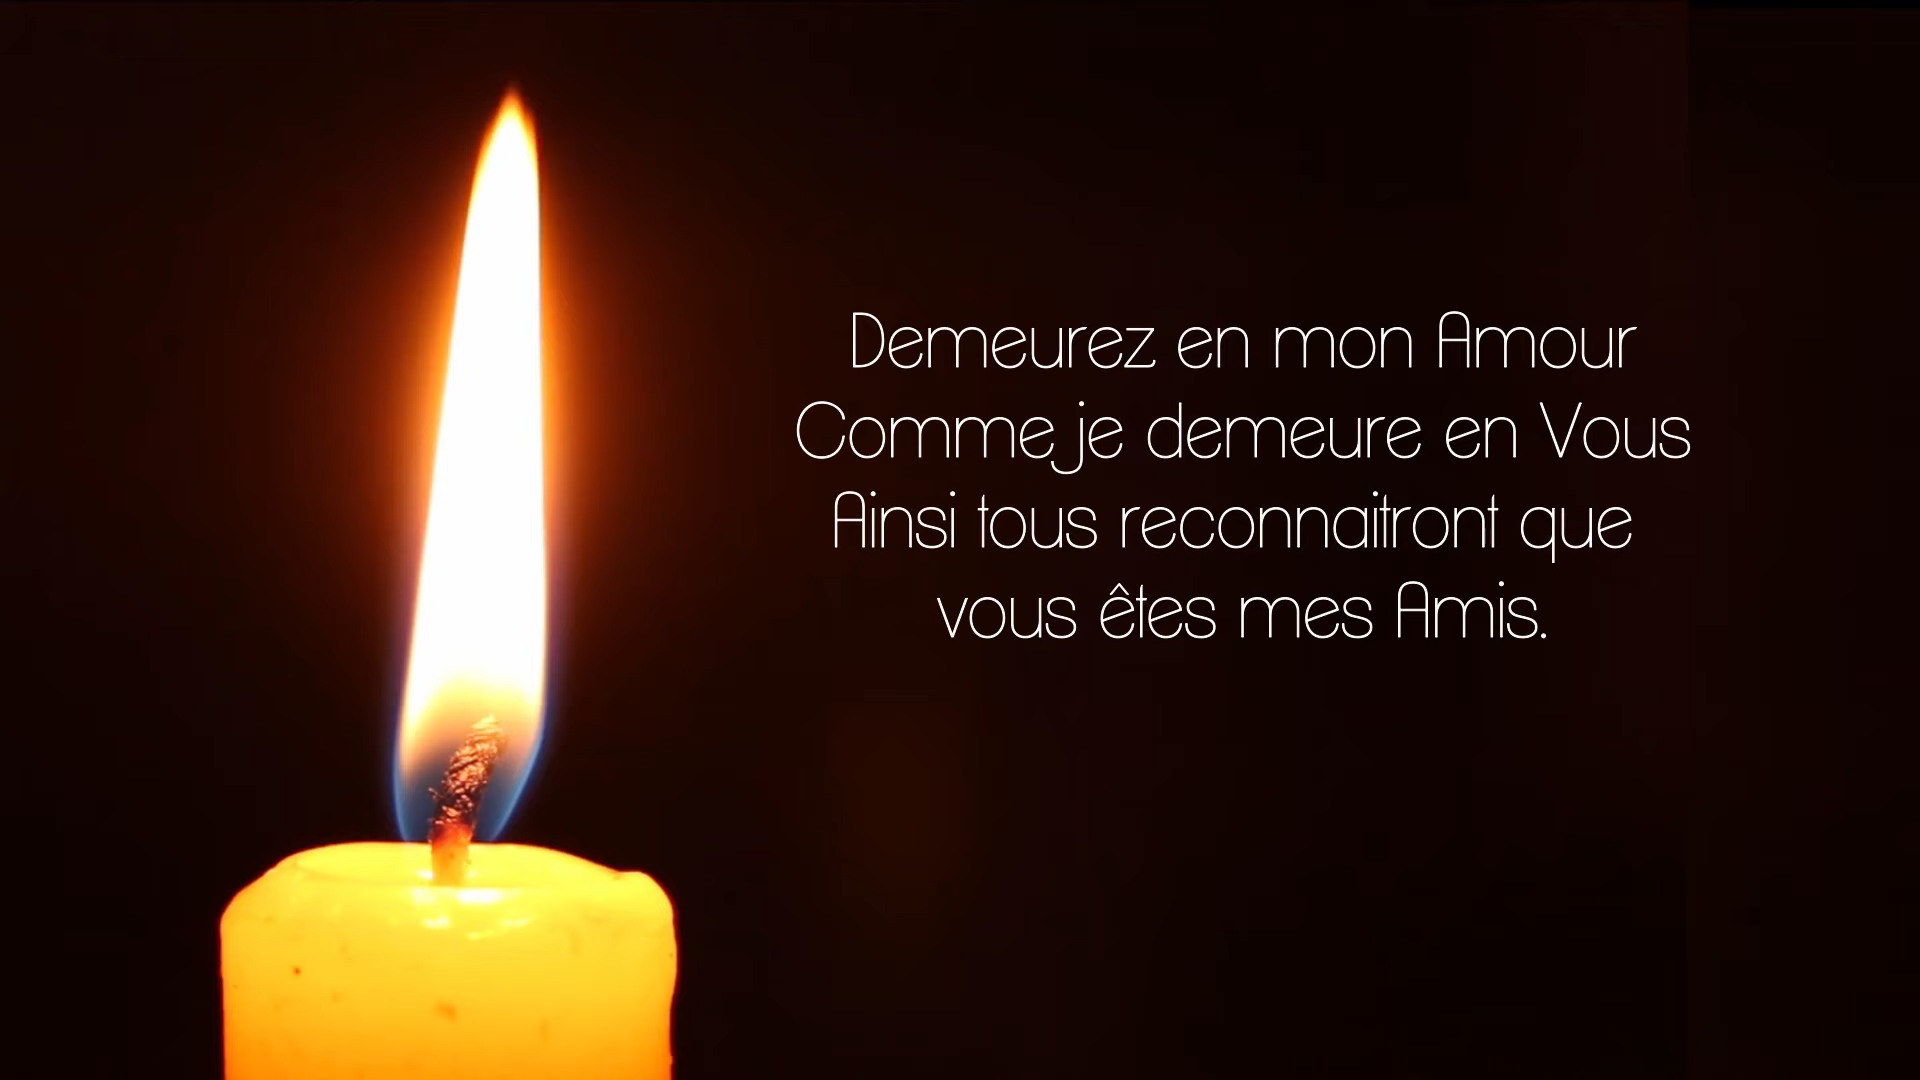 Demeurez en mon Amour
Comme je demeure en Vous
Ainsi tous reconnaitront que
vous êtes mes Amis.